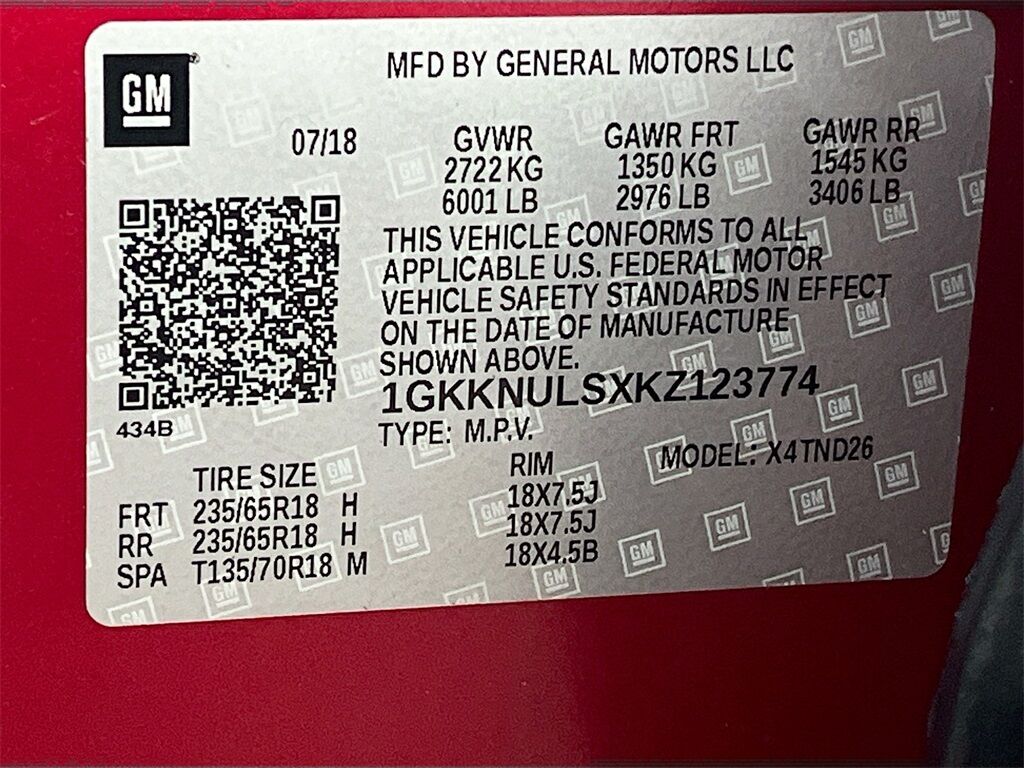 GM
MFD BY GENERAL MOTORS LLC
07/18 GVWR GAWR FRT GAWR RR
2722 KG 1350 KG 1545 KG
6001 LB 2976 LB 3406 LB
THIS VEHICLE CONFORMS TO ALL
APPLICABLE U.S. FEDERAL MOTOR
VEHICLE SAFETY STANDARDS IN EFFECT
ON THE DATE OF MANUFACTURE
SHOWN ABOVE.
1GKKNULSXKZ123774
434B
TYPE: M.P.V. MODEL: X4TND26
TIRE SIZE RIM
FRT 235/65R18 H 18X7.5J
RR 235/65R18 H 18X7.5J
SPA T135/70R18 M 18X4.5B